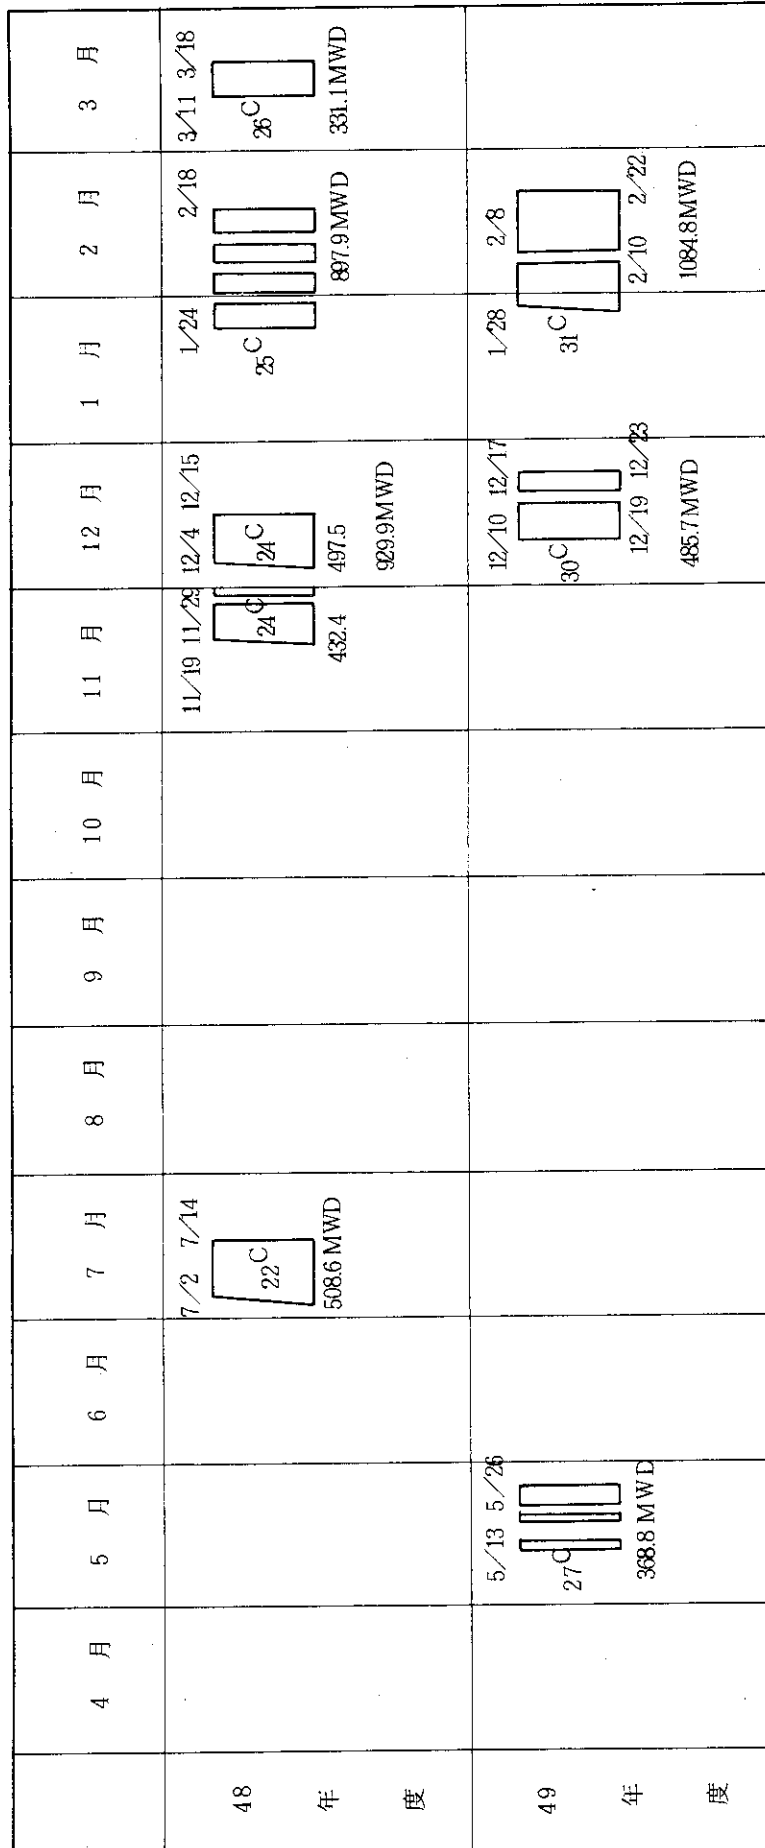 4 月
5 月
6 月
7 月
8 月
9 月
10 月
11 月
12 月
1 月
2 月
3 月
48 年 度
7/2 7/14
22C
508.6 MWD
11/19 11/29
24C
432.4
12/4 12/15
24C
497.5
929.9MWD
1/24 2/18
25C
897.9 MWD
3/11 3/18
26C
331.1 MWD
49 年 度
5/13 5/26
27C
368.8 MWD
12/10 12/17
30C
12/19 12/23
485.7 MWD
1/28 2/8
31C
2/10 2/22
1084.8 MWD